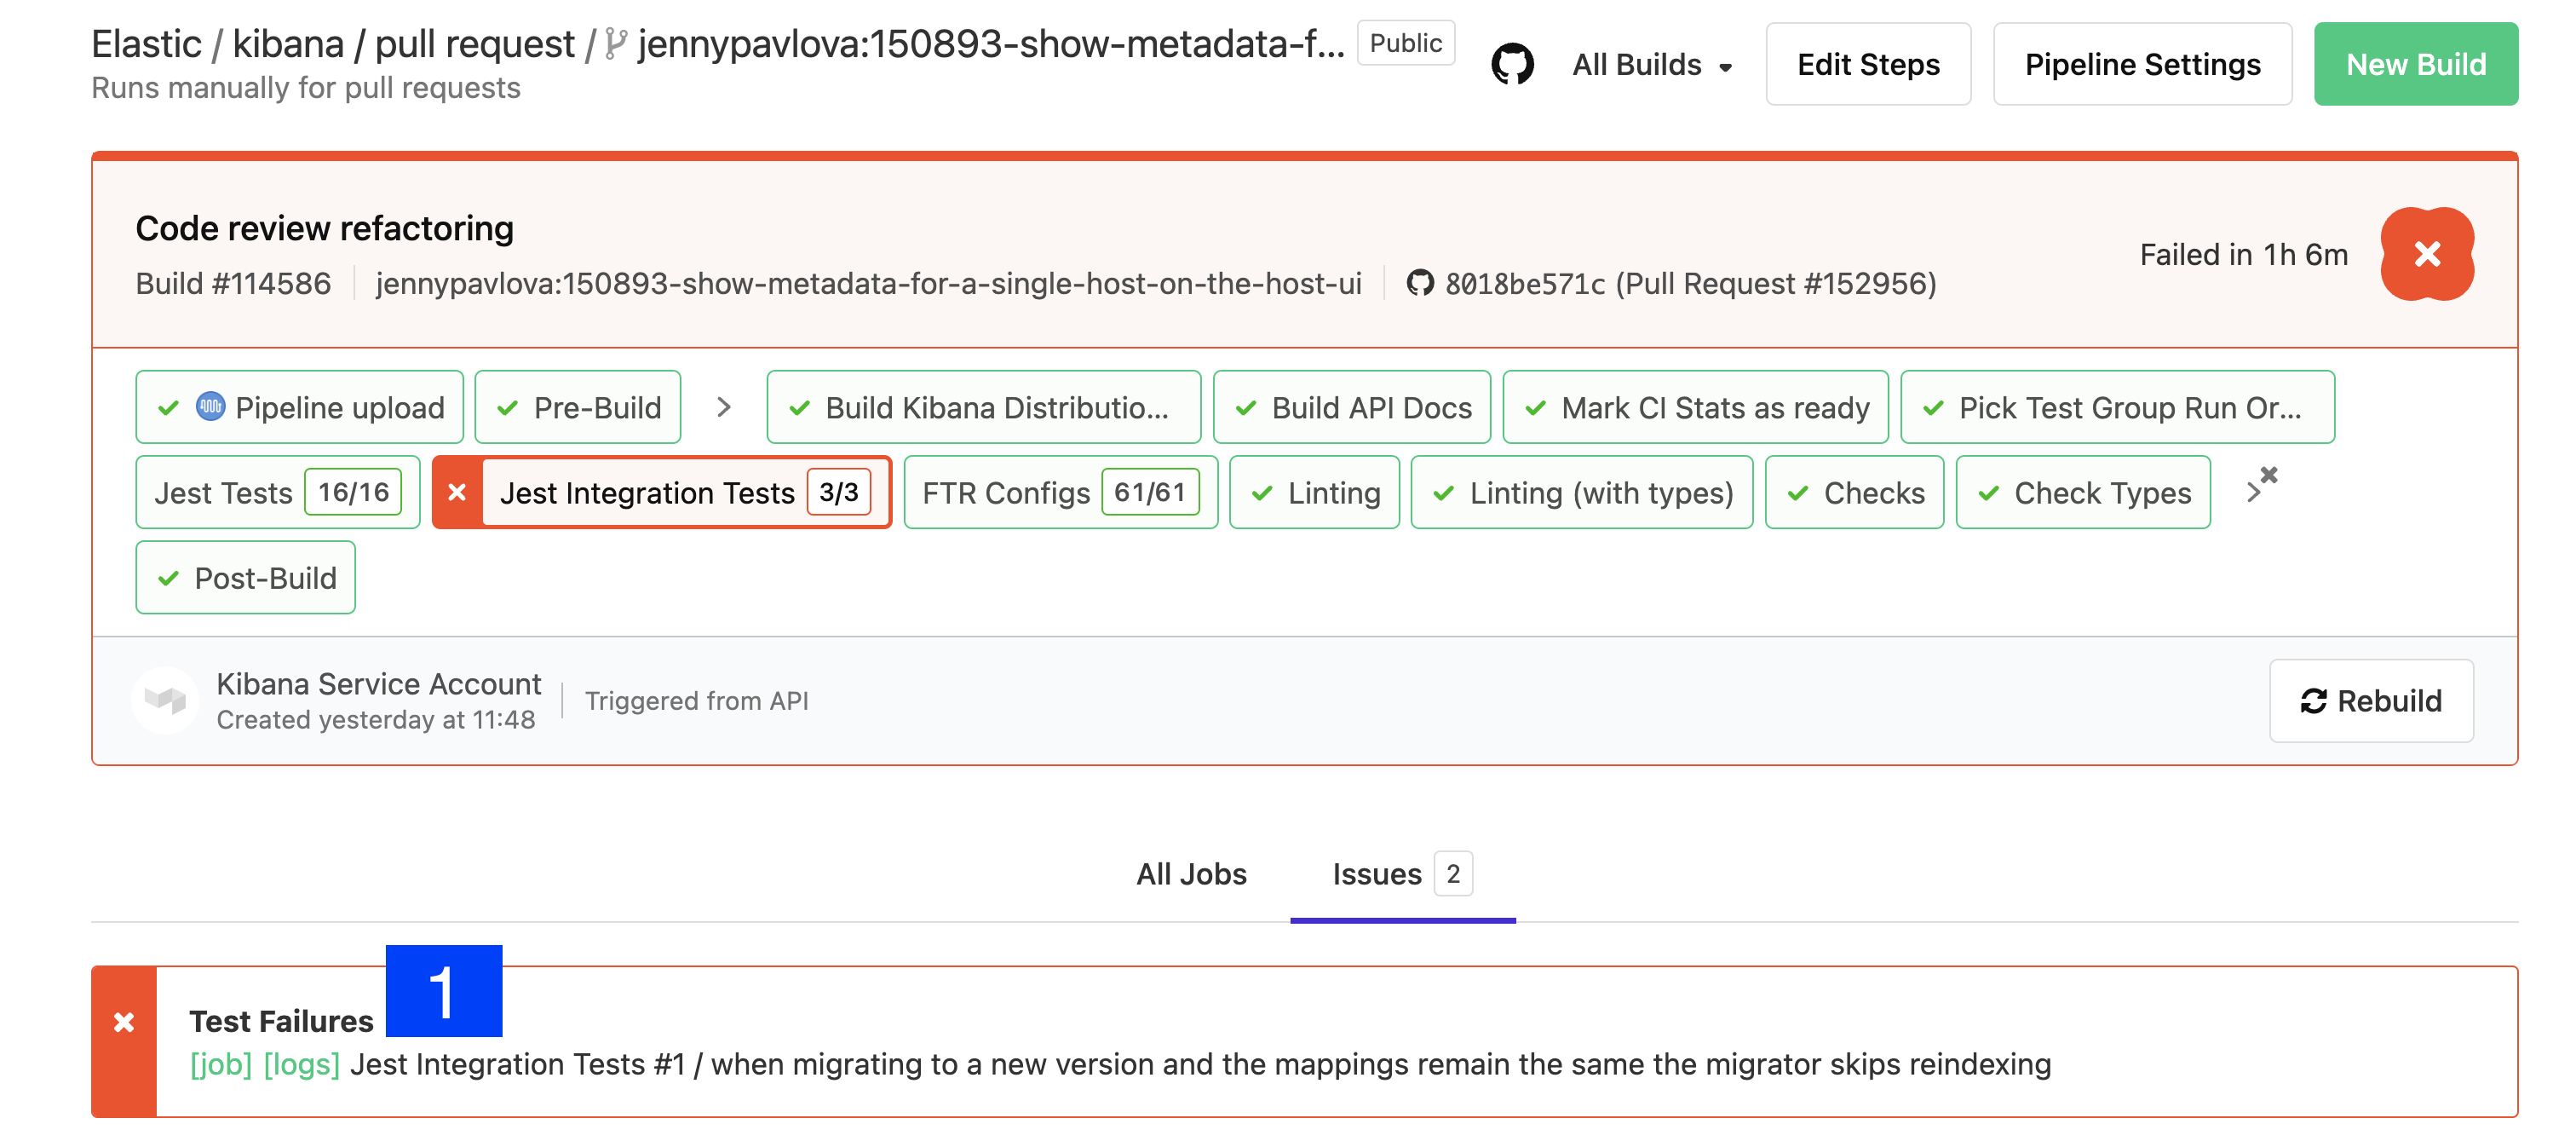 Elastic / kibana / pull request / jennypavlova:150893-show-metadata-f... Public
Runs manually for pull requests
All Builds
Edit Steps
Pipeline Settings
New Build
Code review refactoring
Build #114586
jennypavlova:150893-show-metadata-for-a-single-host-on-the-host-ui
8018be571c (Pull Request #152956)
Failed in 1h 6m
Pipeline upload
Pre-Build
Build Kibana Distributio...
Build API Docs
Mark CI Stats as ready
Pick Test Group Run Or...
Jest Tests 16/16
Jest Integration Tests 3/3
FTR Configs 61/61
Linting
Linting (with types)
Checks
Check Types
Post-Build
Kibana Service Account
Created yesterday at 11:48
Triggered from API
Rebuild
All Jobs
Issues 2
Test Failures
1
[job] [logs] Jest Integration Tests #1 / when migrating to a new version and the mappings remain the same the migrator skips reindexing